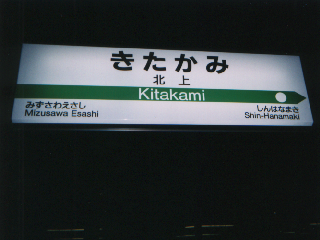 きたかみ
北上
Kitakami
みずさわえさし
Mizusawa Esashi
しんはなまき
Shin-Hanamaki